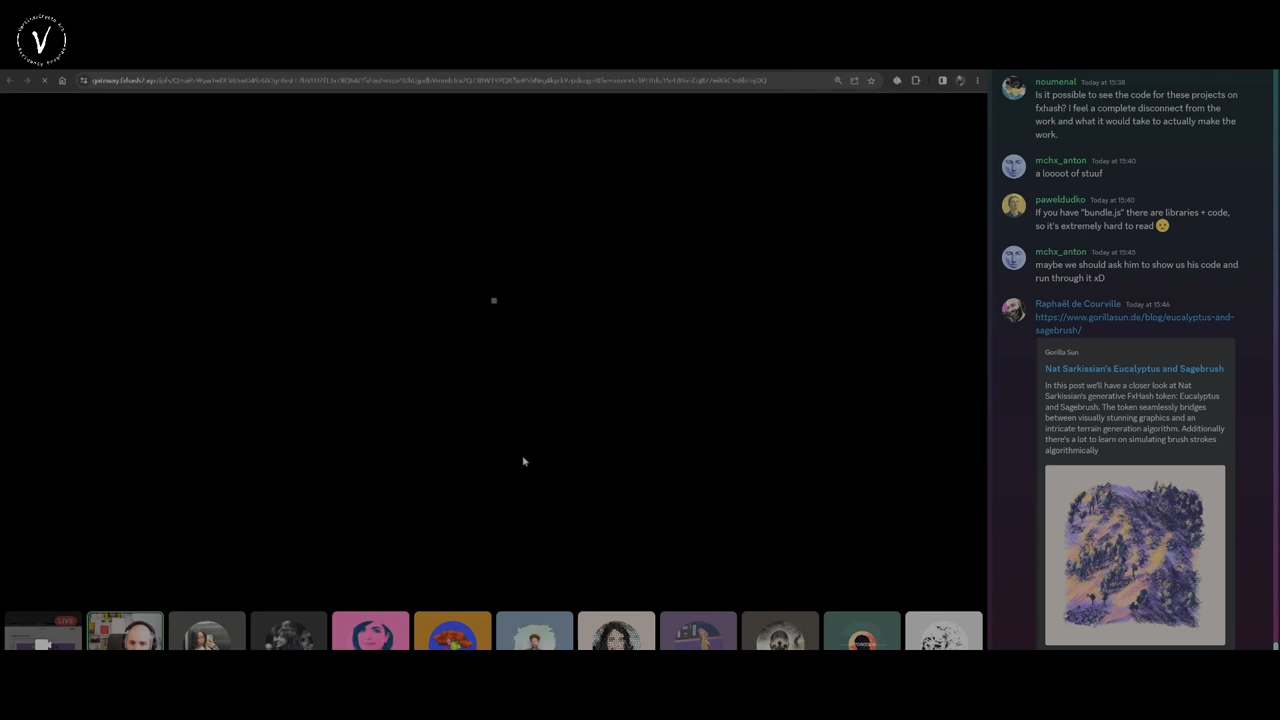 V
noumenal Today at 15:38
Is it possible to see the code for these projects on
fxhash? I feel a complete disconnect from the
work and what it would take to actually make the
work.
mchx_anton Today at 15:40
a loooot of stuuf
paweldudko Today at 15:40
If you have "bundle.js" there are libraries + code,
so it's extremely hard to read
mchx_anton Today at 15:45
maybe we should ask him to show us his code and
run through it xD
Raphaël de Courville Today at 15:46
https://www.gorillasun.de/blog/eucalyptus-and-
sagebrush/
Gorilla Sun
Nat Sarkissian's Eucalyptus and Sagebrush
In this post we'll have a closer look at Nat
Sarkissian's generative FxHash token: Eucalyptus
and Sagebrush. The token seamlessly bridges
between visually stunning graphics and an
intricate terrain generation algorithm. Additionally
there's a lot to learn on simulating brush strokes
algorithmically
LIVE